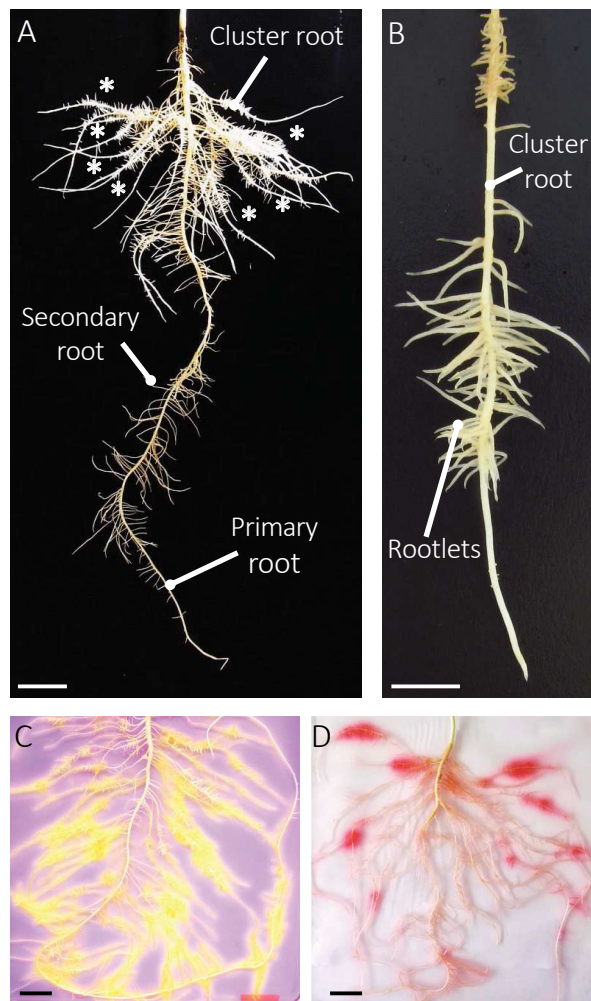 A
Cluster root
Secondary
root
Primary
root
B
Cluster
root
Rootlets
C
D